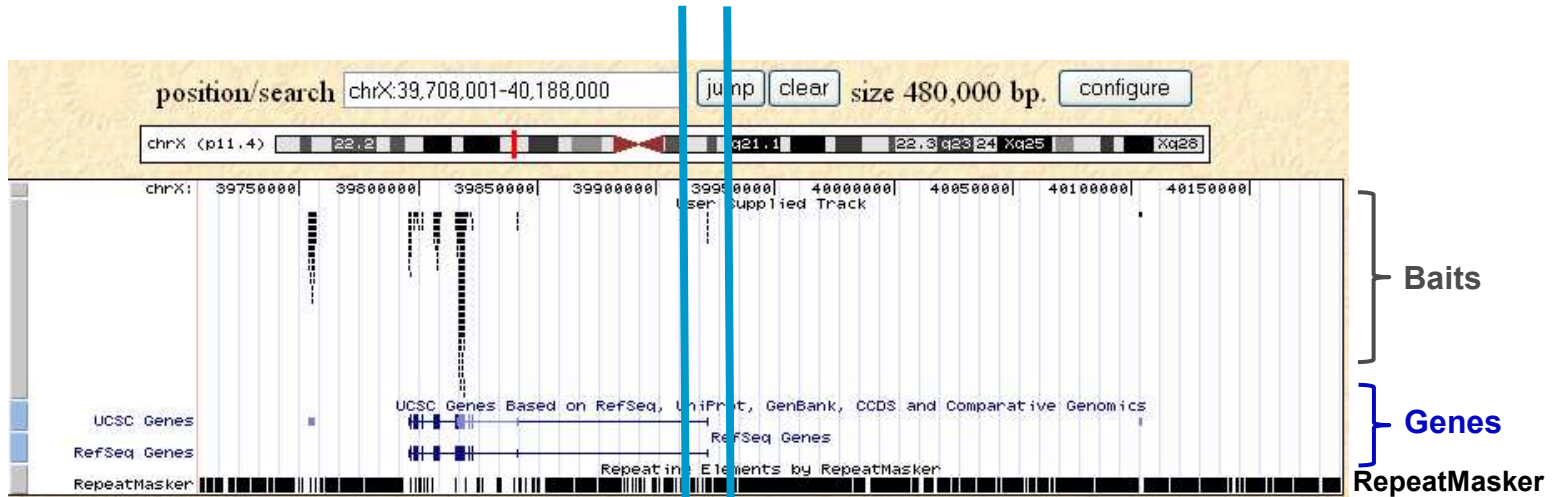 position/search chrX:39,708,001-40,188,000 jump clear size 480,000 bp. configure
chrX (p11.4) 22.2 q21.1 22.3 q23 24 Xq25 Xq28
chrX: 39750000 39800000 39850000 39900000 39950000 40000000 40050000 40100000 40150000
User Supplied Track
Baits
UCSC Genes Based on RefSeq, UniProt, GenBank, CCDS and Comparative Genomics
UCSC Genes
Genes
RefSeq Genes
RefSeq Genes
Repeating Elements by RepeatMasker
RepeatMasker
RepeatMasker